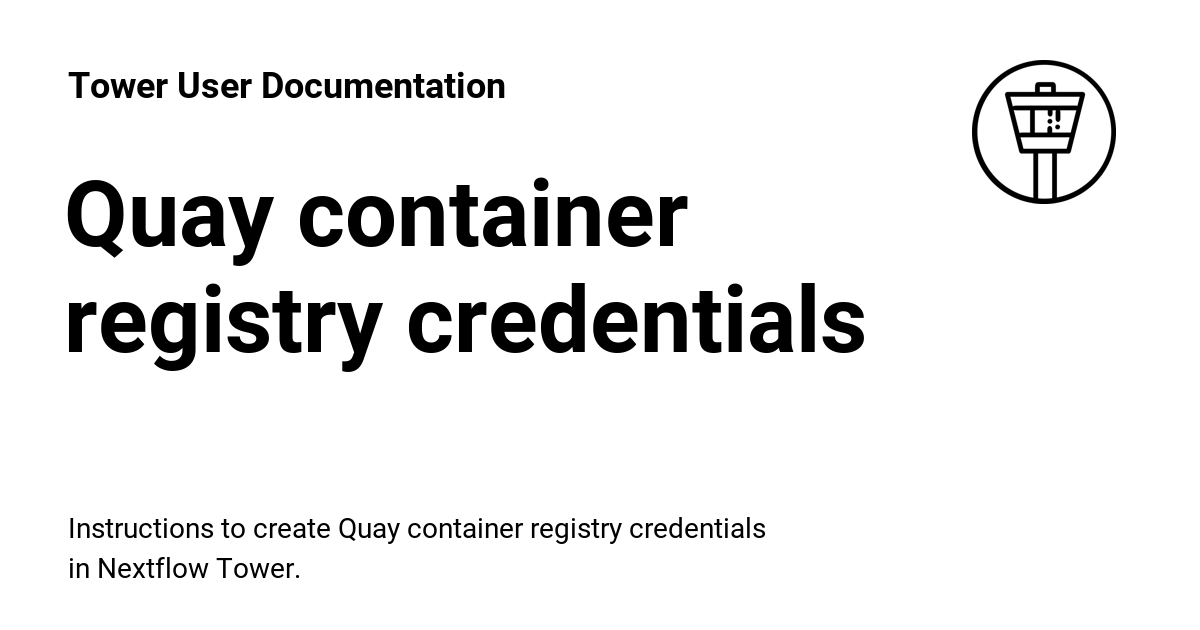 Tower User Documentation
Quay container
registry credentials
Instructions to create Quay container registry credentials
in Nextflow Tower.